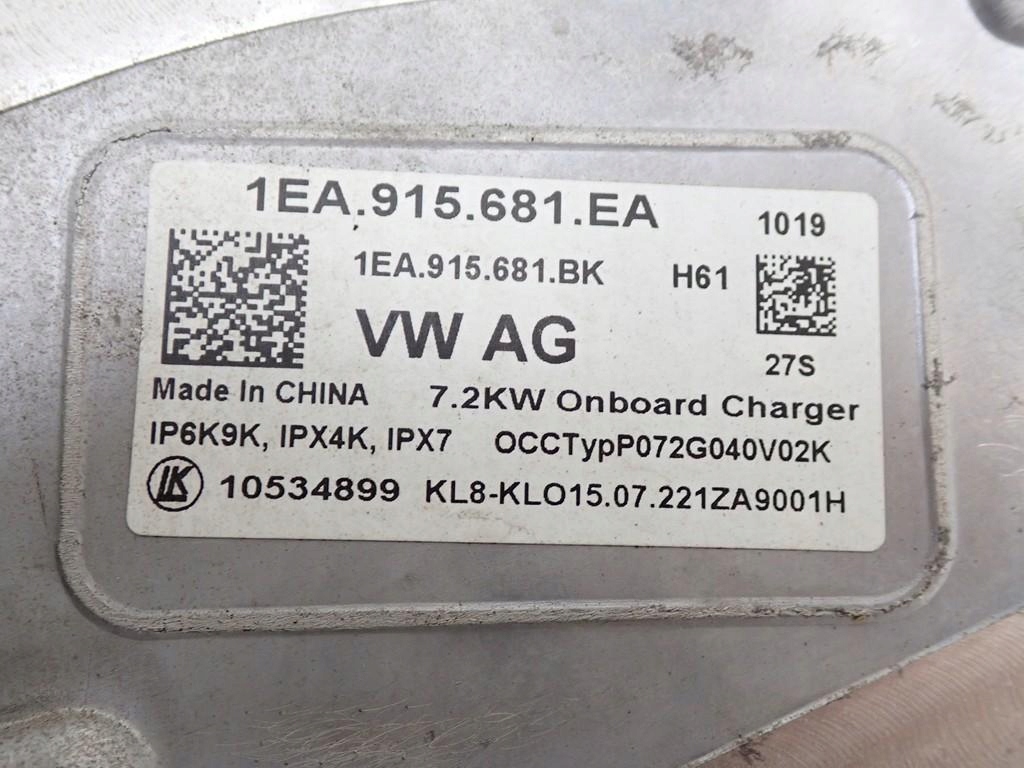 1EA.915.681.EA
1019
1EA.915.681.BK H61
VW AG
27S
Made In CHINA 7.2KW Onboard Charger
IP6K9K, IPX4K, IPX7 OCCTypP072G040V02K
LK 10534899 KL8-KLO15.07.221ZA9001H